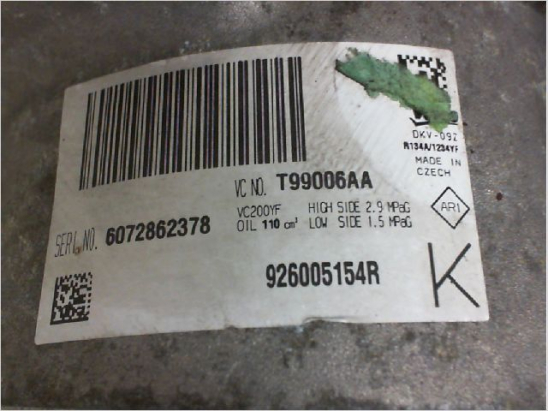 DKV-09Z
R134A/1234YF
MADE IN
CZECH
VC NO. T99006AA
SERI NO. 6072862378
VC200YF HIGH SIDE 2.9 MPaG
OIL 110 cm³ LOW SIDE 1.5 MPaG
AR1
926005154R
K